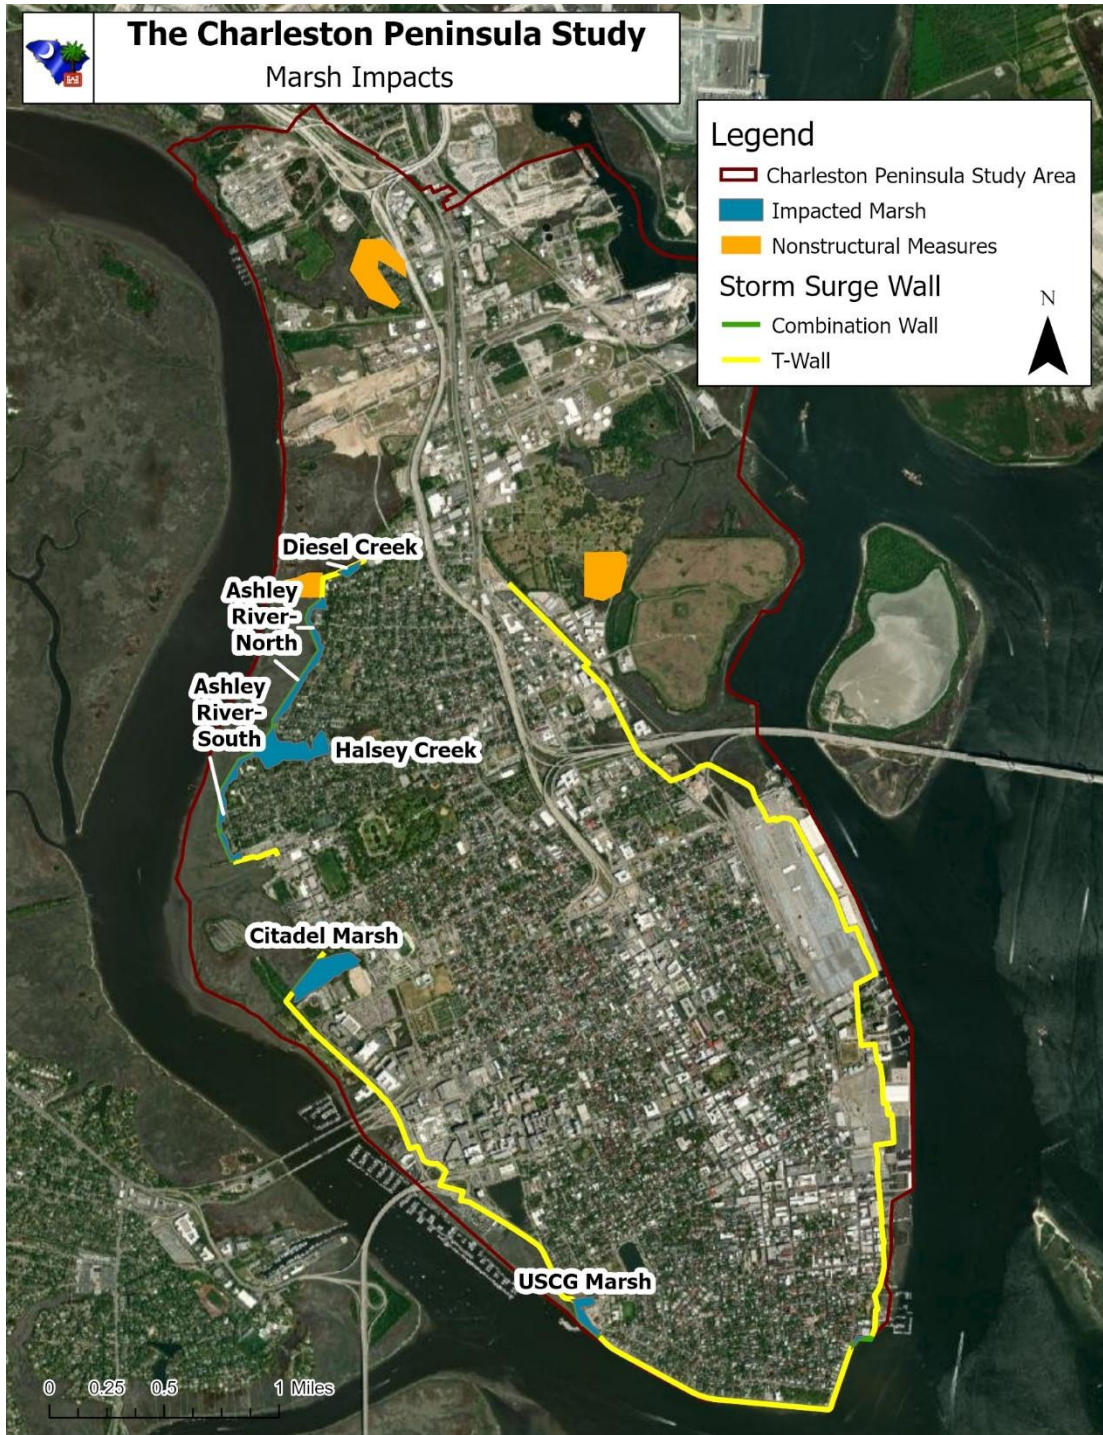 The Charleston Peninsula Study
Marsh Impacts
Legend
Charleston Peninsula Study Area
Impacted Marsh
Nonstructural Measures
Storm Surge Wall
Combination Wall
T-Wall
N
Diesel Creek
Ashley
River-
North
Ashley
River-
South
Halsey Creek
Citadel Marsh
USCG Marsh
0 0.25 0.5 1 Miles